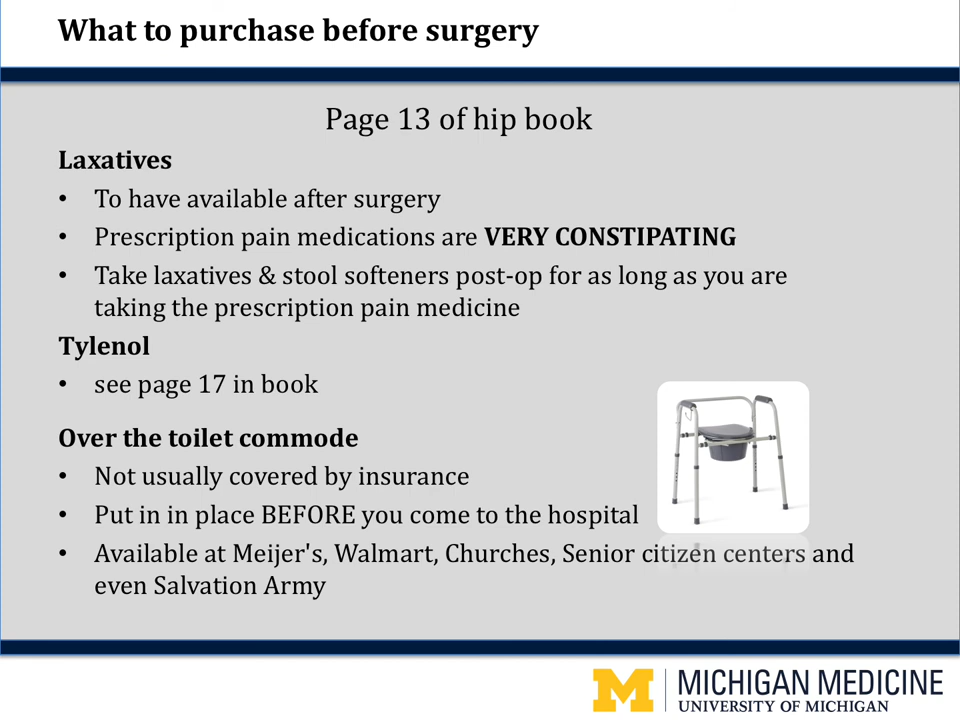 What to purchase before surgery
Page 13 of hip book
Laxatives
• To have available after surgery
• Prescription pain medications are VERY CONSTIPATING
• Take laxatives & stool softeners post-op for as long as you are
taking the prescription pain medicine
Tylenol
• see page 17 in book
Over the toilet commode
• Not usually covered by insurance
• Put in in place BEFORE you come to the hospital
• Available at Meijer's, Walmart, Churches, Senior citizen centers and
even Salvation Army
M MICHIGAN MEDICINE
UNIVERSITY OF MICHIGAN